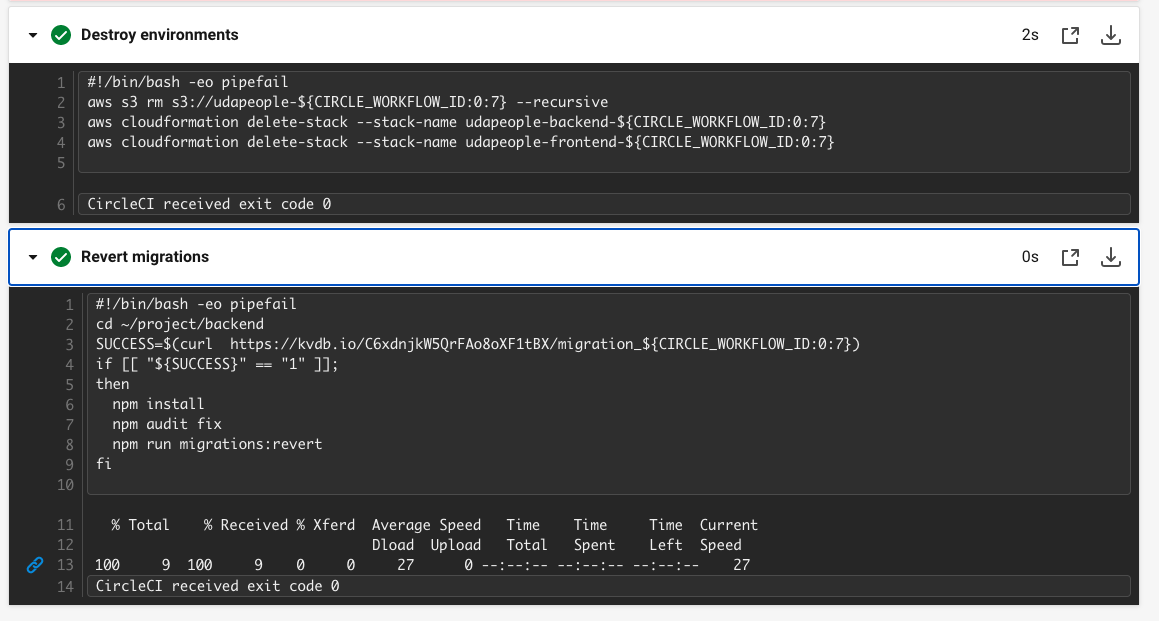 Destroy environments 2s
1 #!/bin/bash -eo pipefail
2 aws s3 rm s3://udapeople-${CIRCLE_WORKFLOW_ID:0:7} --recursive
3 aws cloudformation delete-stack --stack-name udapeople-backend-${CIRCLE_WORKFLOW_ID:0:7}
4 aws cloudformation delete-stack --stack-name udapeople-frontend-${CIRCLE_WORKFLOW_ID:0:7}
5
6 CircleCI received exit code 0
Revert migrations 0s
1 #!/bin/bash -eo pipefail
2 cd ~/project/backend
3 SUCCESS=$(curl  https://kvdb.io/C6xdnjkW5QrFAo8oXF1tBX/migration_${CIRCLE_WORKFLOW_ID:0:7})
4 if [[ "${SUCCESS}" == "1" ]];
5 then
6   npm install
7   npm audit fix
8   npm run migrations:revert
9 fi
10
11   % Total    % Received % Xferd  Average Speed   Time    Time     Time  Current
12                                  Dload  Upload   Total   Spent    Left  Speed
13 100     9  100     9    0     0     27      0 --:--:-- --:--:-- --:--:--    27
14 CircleCI received exit code 0